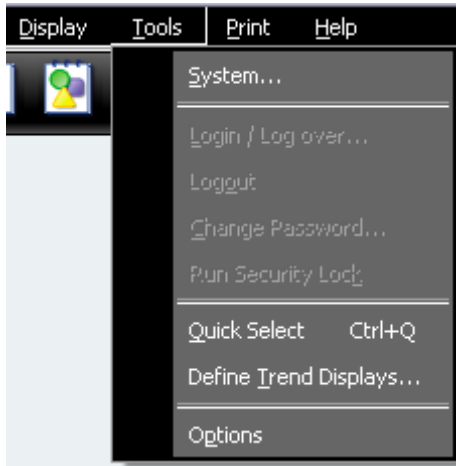 Display Tools Print Help
System...
Login / Log over...
Logout
Change Password...
Run Security Lock
Quick Select Ctrl+Q
Define Trend Displays...
Options